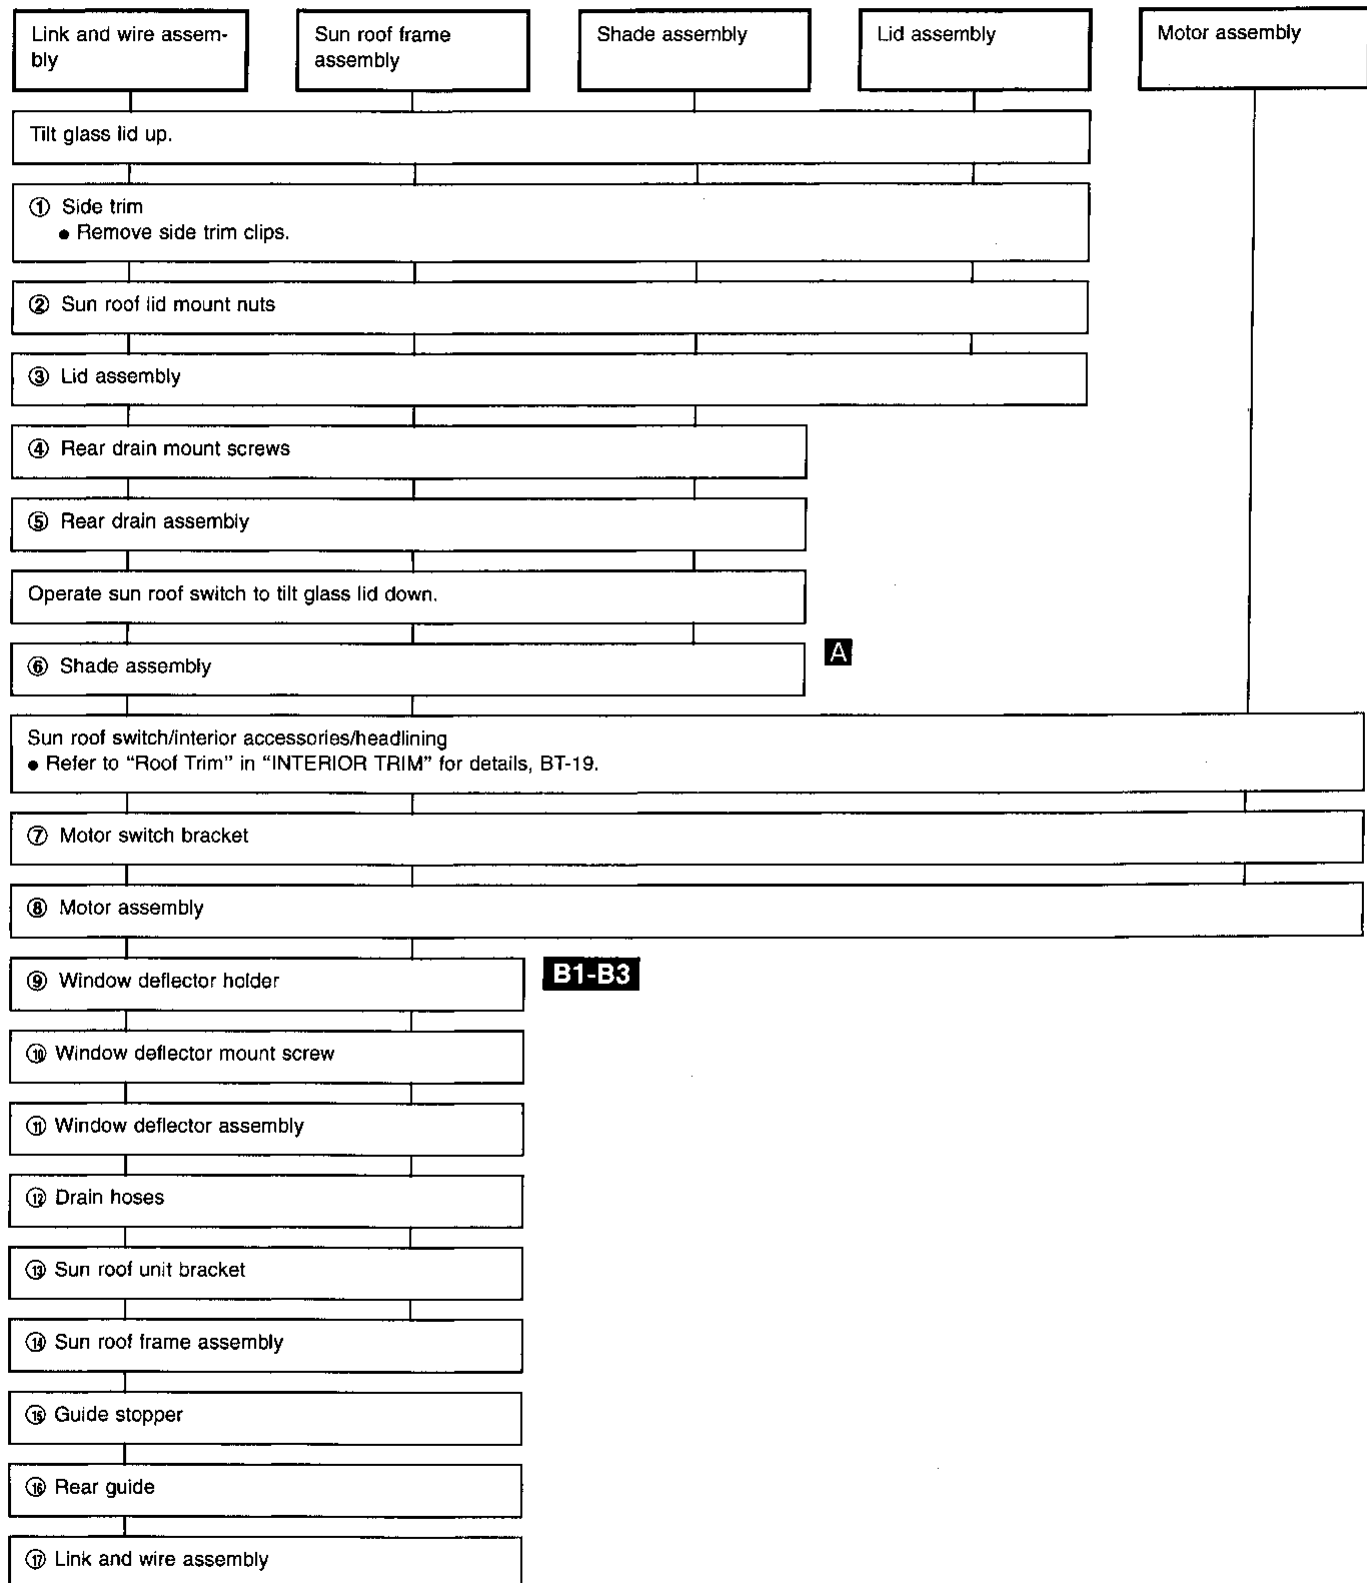 Link and wire assem-
bly
Sun roof frame
assembly
Shade assembly
Lid assembly
Motor assembly
Tilt glass lid up.
① Side trim
● Remove side trim clips.
② Sun roof lid mount nuts
③ Lid assembly
④ Rear drain mount screws
⑤ Rear drain assembly
Operate sun roof switch to tilt glass lid down.
⑥ Shade assembly
A
Sun roof switch/interior accessories/headlining
● Refer to “Roof Trim” in “INTERIOR TRIM” for details, BT-19.
⑦ Motor switch bracket
⑧ Motor assembly
⑨ Window deflector holder
B1-B3
⑩ Window deflector mount screw
⑪ Window deflector assembly
⑫ Drain hoses
⑬ Sun roof unit bracket
⑭ Sun roof frame assembly
⑮ Guide stopper
⑯ Rear guide
⑰ Link and wire assembly